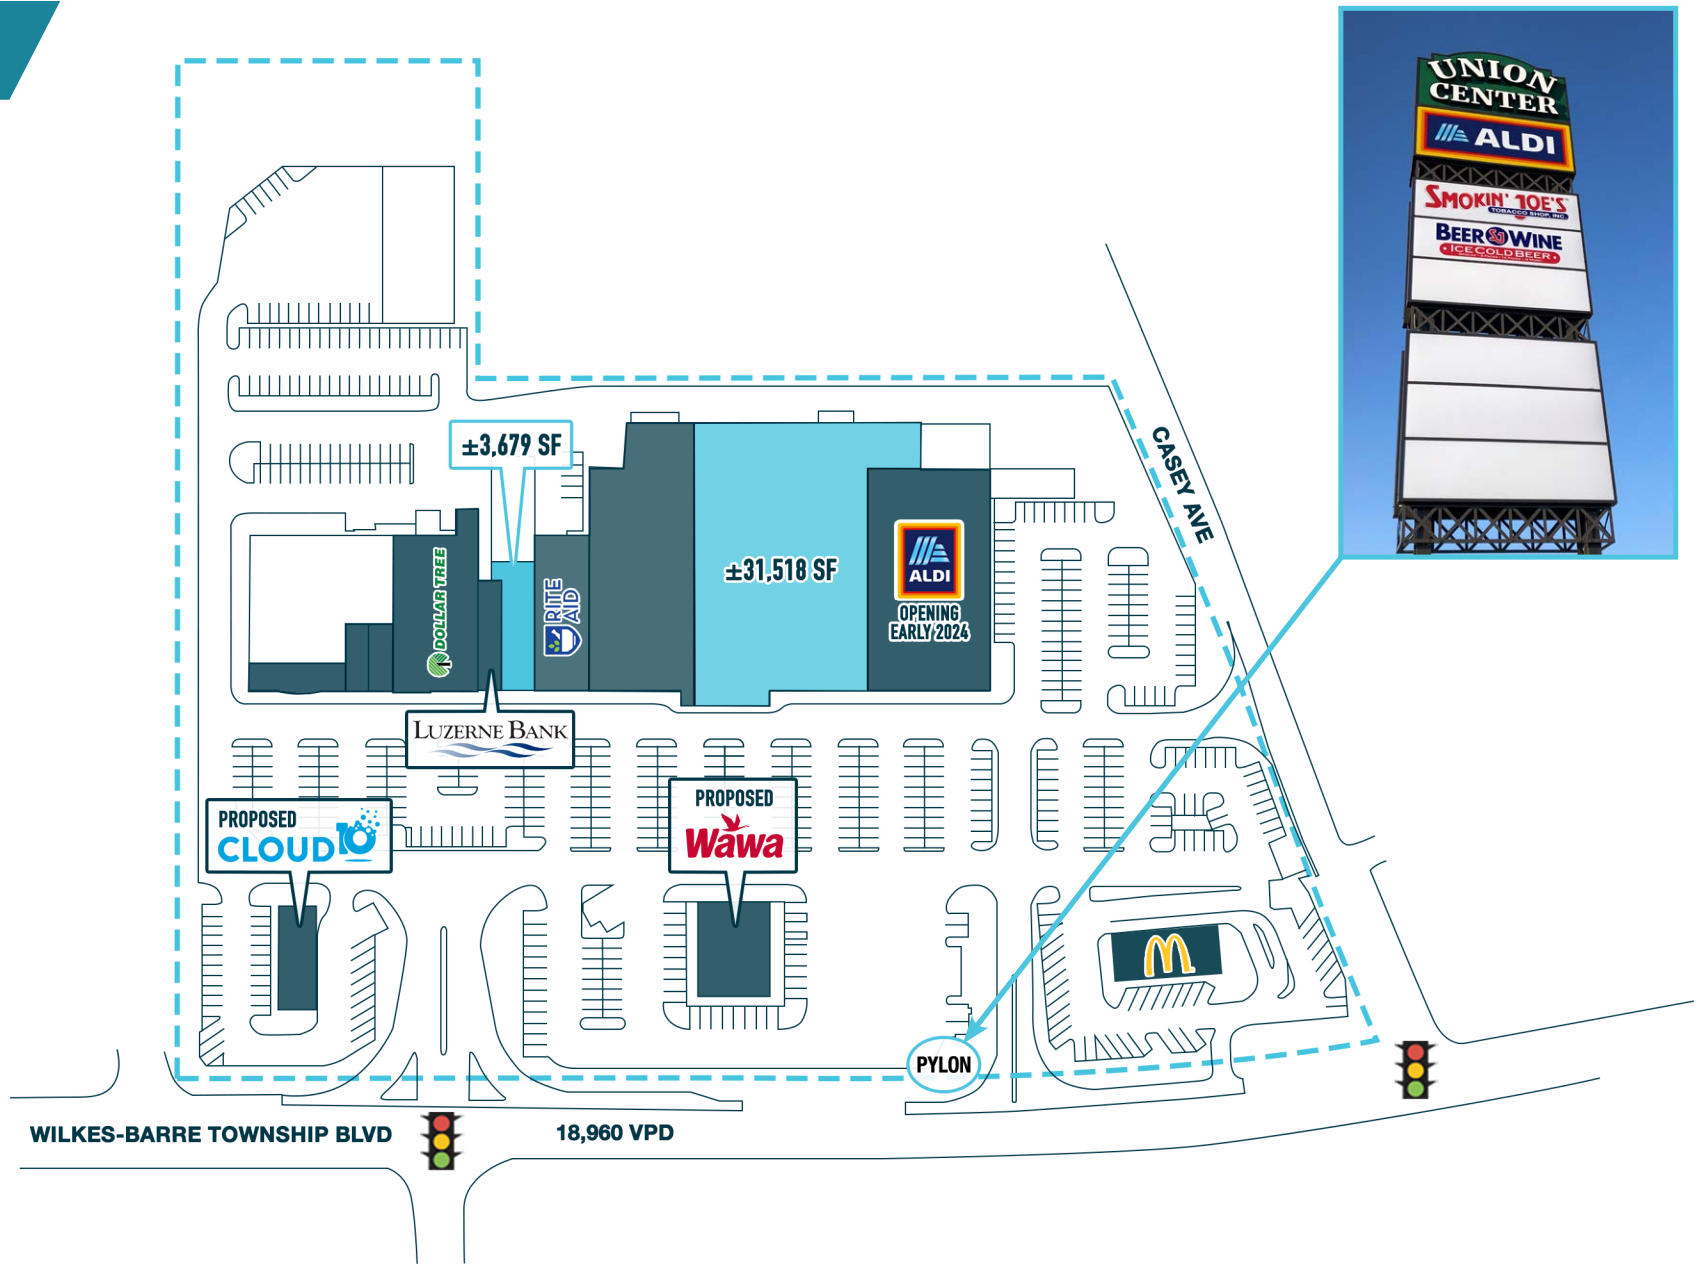 UNION
CENTER
ALDI
SMOKIN' JOE'S
TOBACCO SHOP, INC.
BEER SJ WINE
ICE COLD BEER
CASEY AVE
±3,679 SF
±31,518 SF
ALDI
OPENING
EARLY 2024
DOLLAR TREE
RITE
AID
LUZERNE BANK
PROPOSED
CLOUD10
PROPOSED
Wawa
PYLON
WILKES-BARRE TOWNSHIP BLVD
18,960 VPD